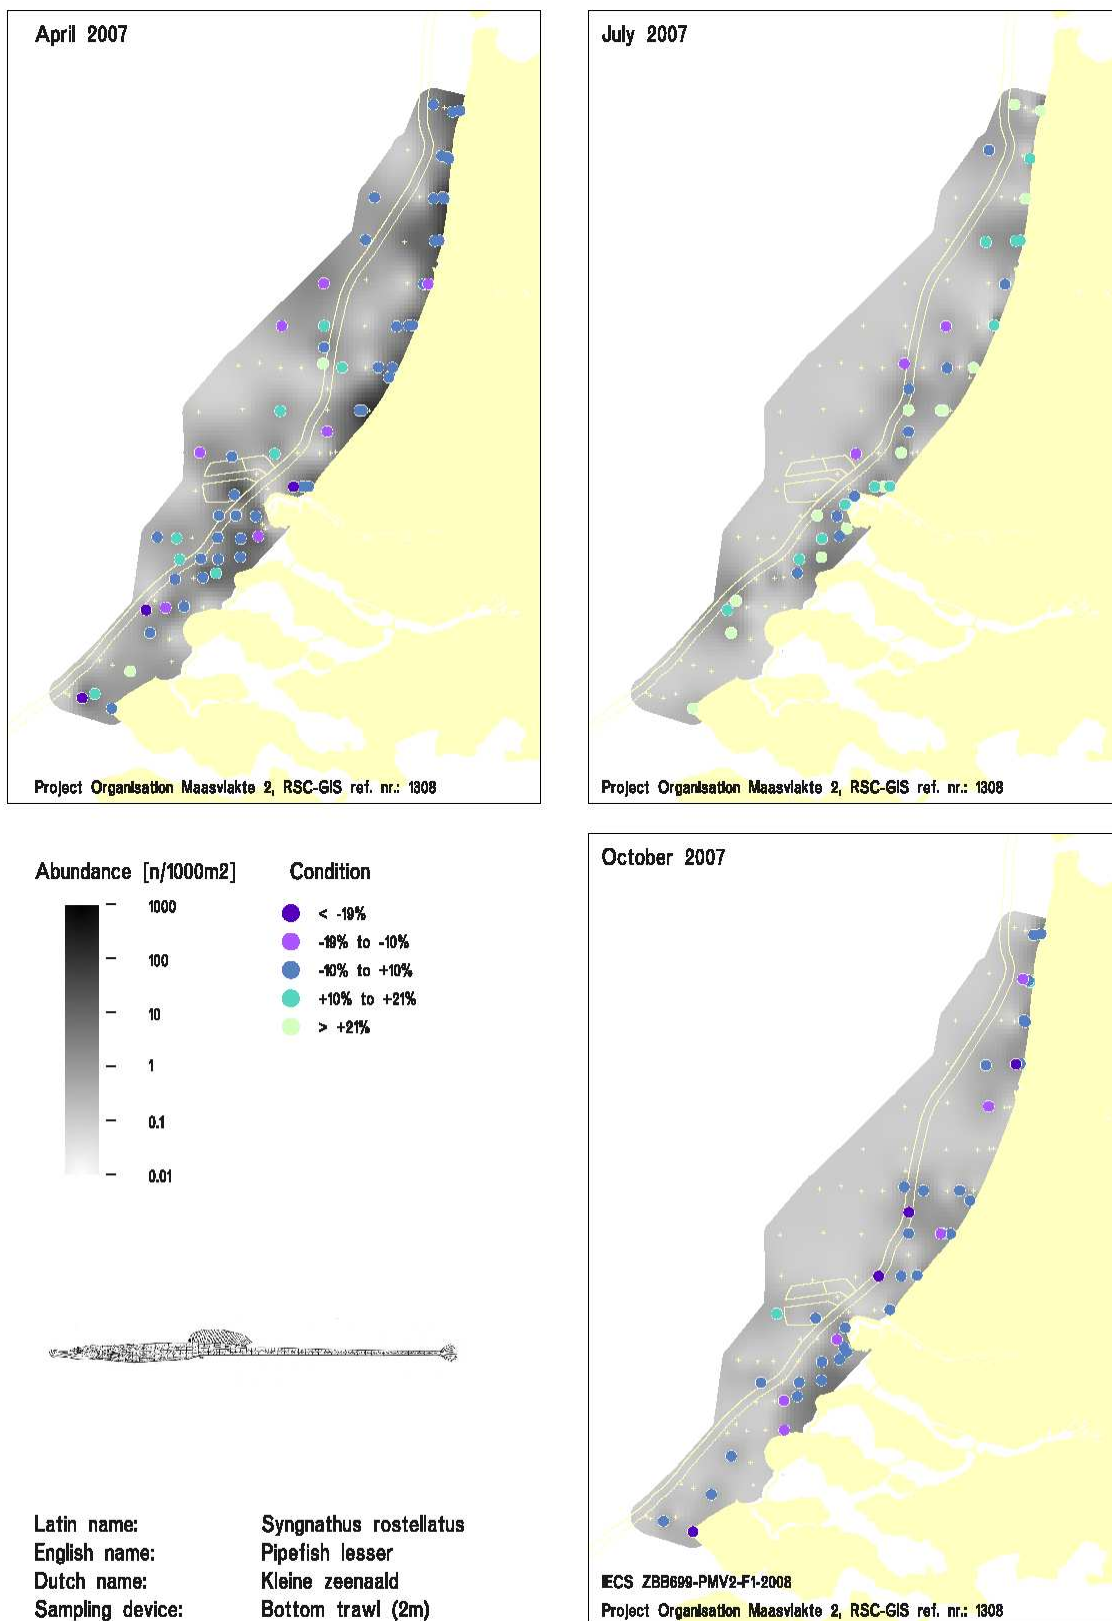 April 2007
Project Organisation Maasvlakte 2, RSC-GIS ref. nr.: 1308
July 2007
Project Organisation Maasvlakte 2, RSC-GIS ref. nr.: 1308
Abundance [n/1000m2]
1000
100
10
1
0.1
0.01
Condition
< -19%
-19% to -10%
-10% to +10%
+10% to +21%
> +21%
October 2007
IECS ZBB699-PMV2-F1-2008
Project Organisation Maasvlakte 2, RSC-GIS ref. nr.: 1308
Latin name: Syngnathus rostellatus
English name: Pipefish lesser
Dutch name: Kleine zeenaald
Sampling device: Bottom trawl (2m)